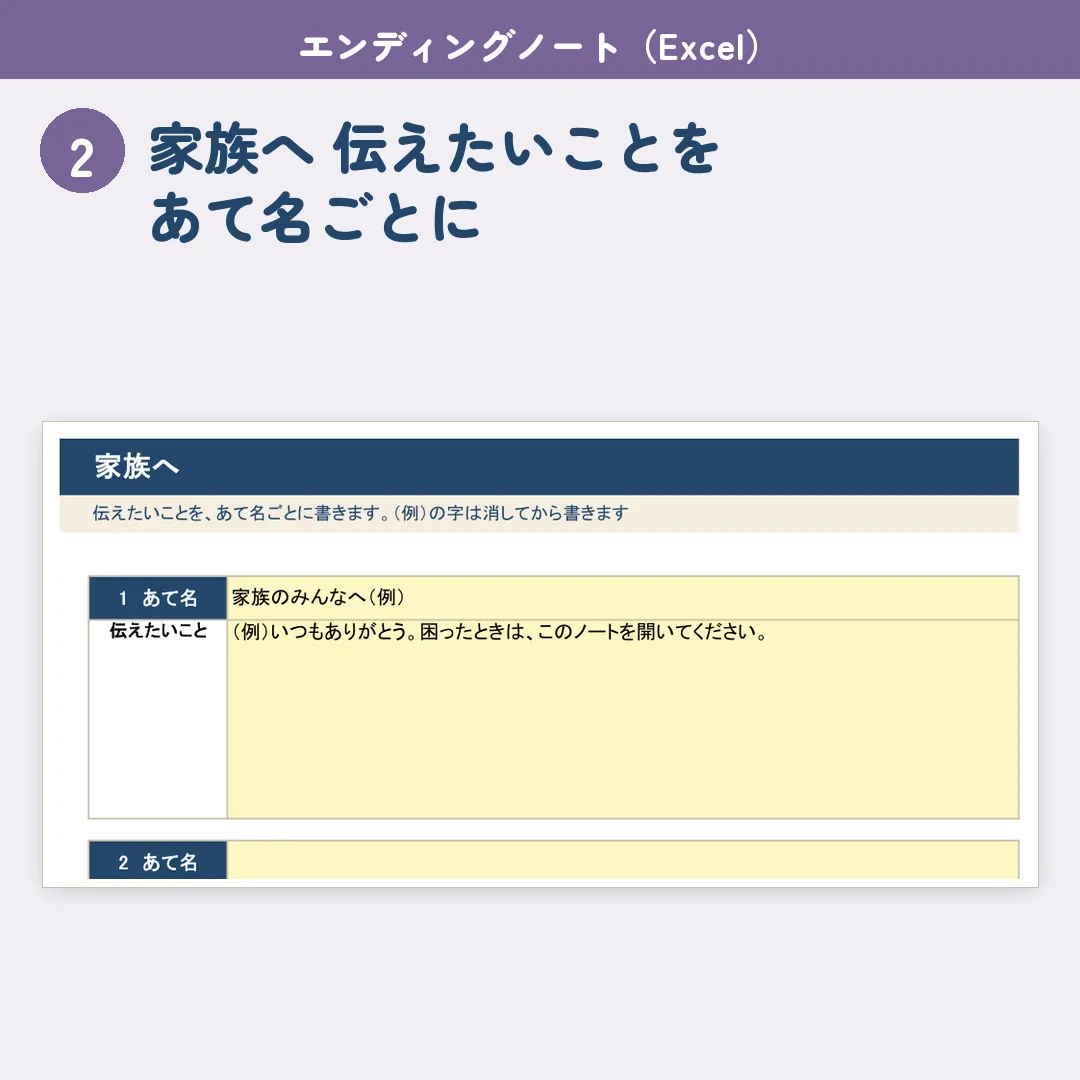 エンディングノート（Excel）
2 家族へ 伝えたいことを
あて名ごとに
家族へ
伝えたいことを、あて名ごとに書きます。（例）の字は消してから書きます
1 あて名 家族のみんなへ（例）
伝えたいこと （例）いつもありがとう。困ったときは、このノートを開いてください。
2 あて名